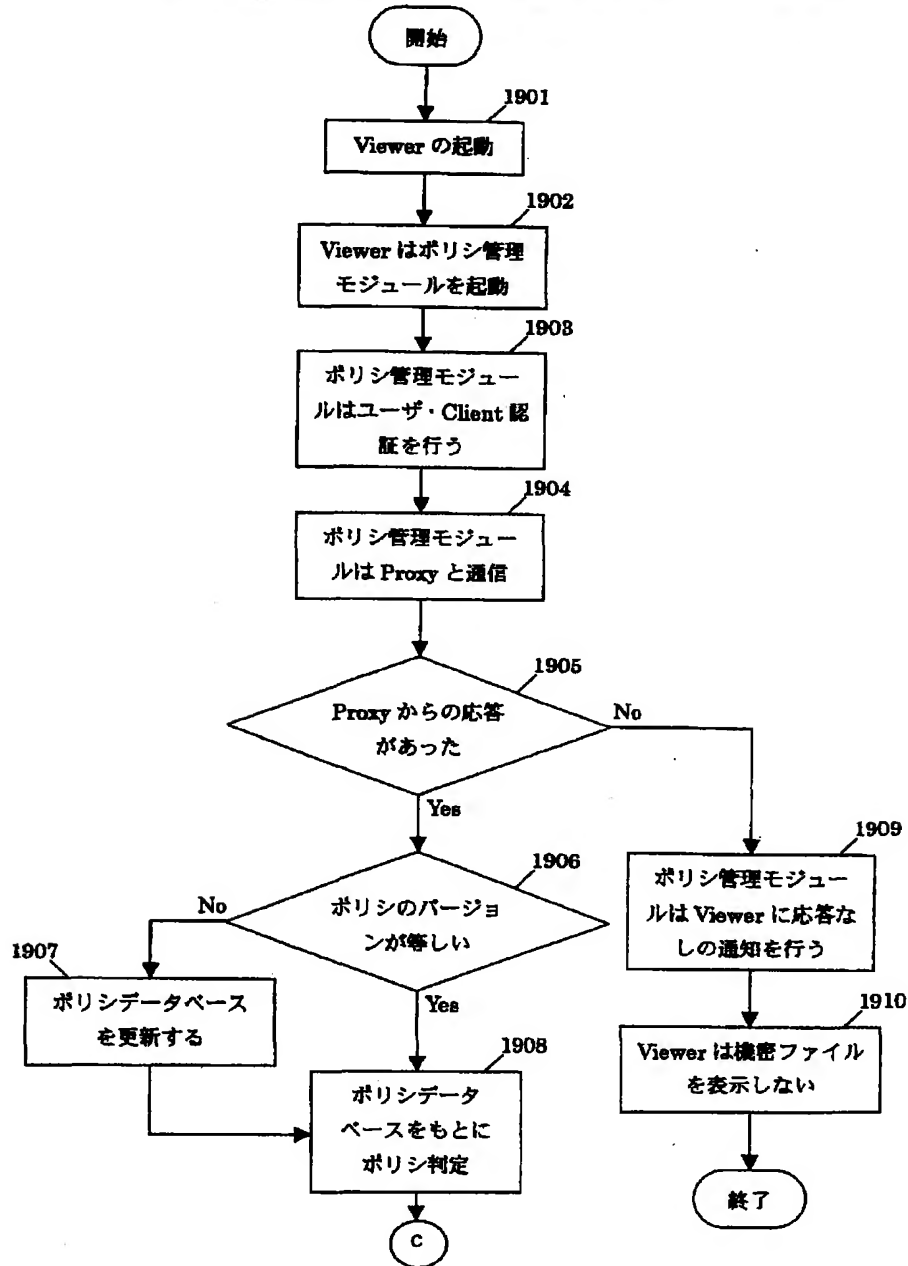 開始
1901
Viewer の起動
1902
Viewer はポリシ管理
モジュールを起動
1903
ポリシ管理モジュー
ルはユーザ・Client 認
証を行う
1904
ポリシ管理モジュー
ルは Proxy と通信
1905
Proxy からの応答
があった
No
Yes
1906
ポリシのバージョ
ンが等しい
No
Yes
1907
ポリシデータベース
を更新する
1908
ポリシデータ
ベースをもとに
ポリシ判定
C
1909
ポリシ管理モジュー
ルは Viewer に応答な
しの通知を行う
1910
Viewer は機密ファイル
を表示しない
終了